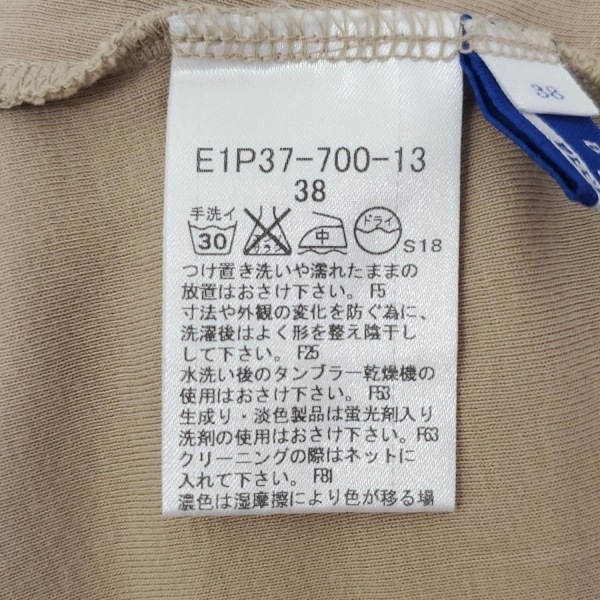 38
E1P37-700-13
38
手洗イ
30
エンソサラシ
中
ドライ
S18
つけ置き洗いや濡れたままの
放置はおさけ下さい。 F5
寸法や外観の変化を防ぐ為に、
洗濯後はよく形を整え陰干し
して下さい。 F25
水洗い後のタンブラー乾燥機の
使用はおさけ下さい。 F53
生成り・淡色製品は蛍光剤入り
洗剤の使用はおさけ下さい。F63
クリーニングの際はネットに
入れて下さい。 F81
濃色は湿摩擦により色が移る場